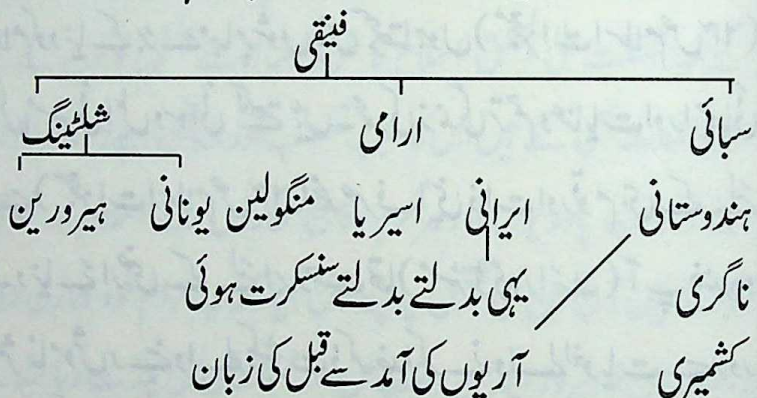 فینقی
سبائی ارامی شلٹینگ
ہندوستانی ایرانی اسیریا منگولین یونانی ہیرورین
ناگری یہی بدلتے بدلتے سنسکرت ہوئی
کشمیری آریوں کی آمد سے قبل کی زبان